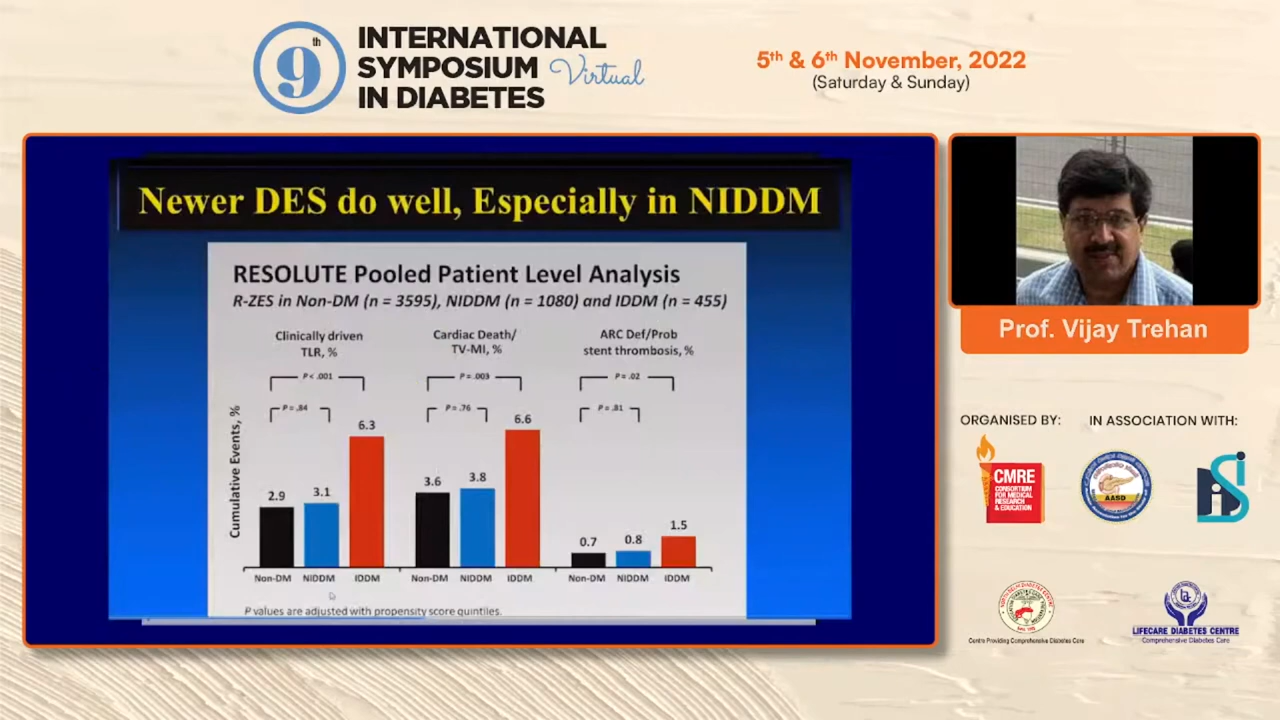 9th
INTERNATIONAL
SYMPOSIUM Virtual
IN DIABETES
5th & 6th November, 2022
(Saturday & Sunday)
Newer DES do well, Especially in NIDDM
RESOLUTE Pooled Patient Level Analysis
R-ZES in Non-DM (n = 3595), NIDDM (n = 1080) and IDDM (n = 455)
Clinically driven
TLR, %
Cardiac Death/
TV-MI, %
ARC Def/Prob
stent thrombosis, %
P < .001
P = .003
P = .02
P = .84
P = .76
P = .81
Cumulative Events, %
2.9
3.1
6.3
3.6
3.8
6.6
0.7
0.8
1.5
Non-DM
NIDDM
IDDM
Non-DM
NIDDM
IDDM
Non-DM
NIDDM
IDDM
P values are adjusted with propensity score quintiles.
Prof. Vijay Trehan
ORGANISED BY:
IN ASSOCIATION WITH:
CMRE
CONSORTIUM
FOR MEDICAL
RESEARCH
& EDUCATION
AASD
Centre Providing Comprehensive Diabetes Care
LIFECARE DIABETES CENTRE
Comprehensive Diabetes Care